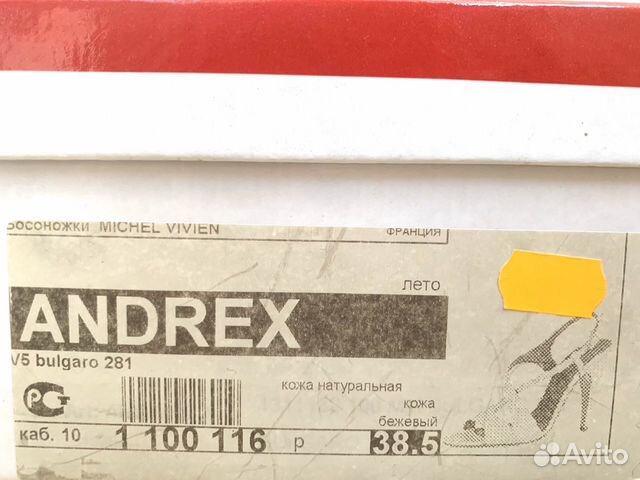 Босоножки MICHEL VIVIEN
ФРАНЦИЯ
лето
ANDREX
V5 bulgaro 281
кожа натуральная
кожа
бежевый
каб. 10 1 100 116 р 38.5
Avito